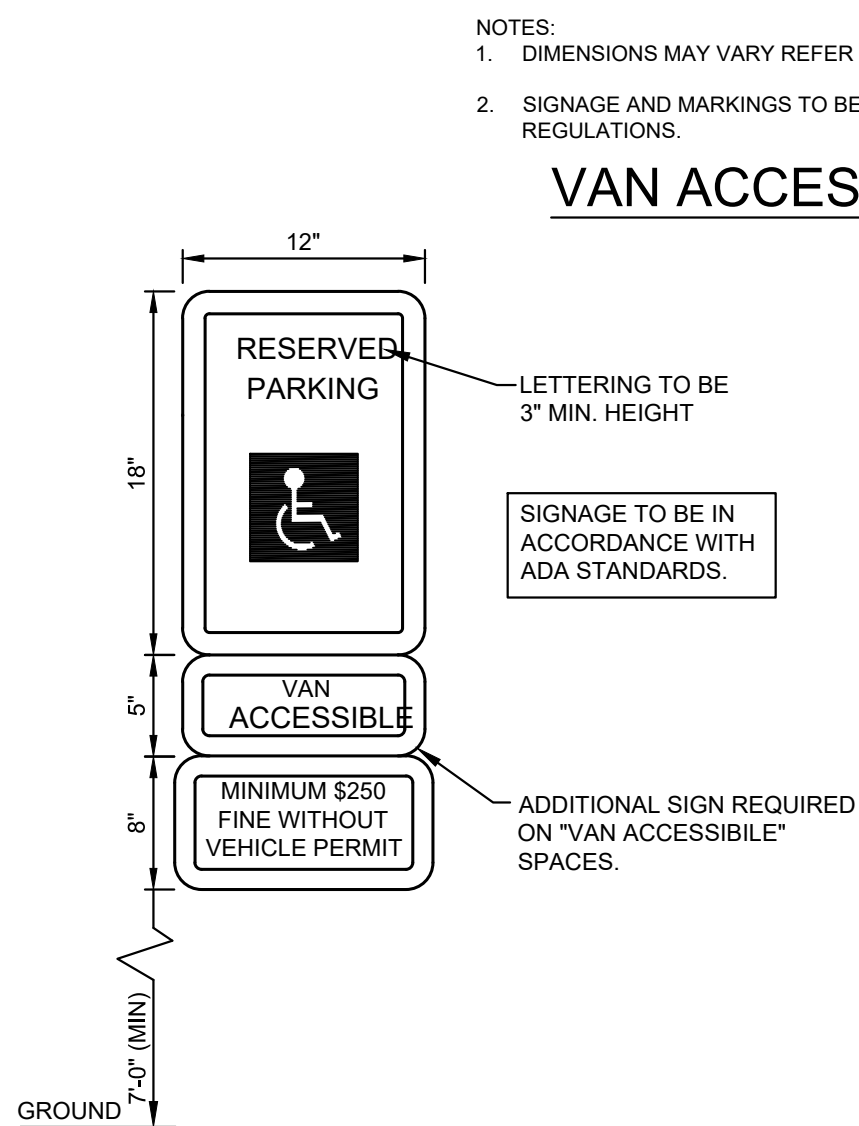 NOTES:
1. DIMENSIONS MAY VARY REFER
2. SIGNAGE AND MARKINGS TO BE
REGULATIONS.
VAN ACCES
12"
RESERVED
PARKING
LETTERING TO BE
3" MIN. HEIGHT
18"
SIGNAGE TO BE IN
ACCORDANCE WITH
ADA STANDARDS.
VAN
ACCESSIBLE
5"
MINIMUM $250
FINE WITHOUT
VEHICLE PERMIT
8"
ADDITIONAL SIGN REQUIRED
ON "VAN ACCESSIBILE"
SPACES.
7'-0" (MIN)
GROUND